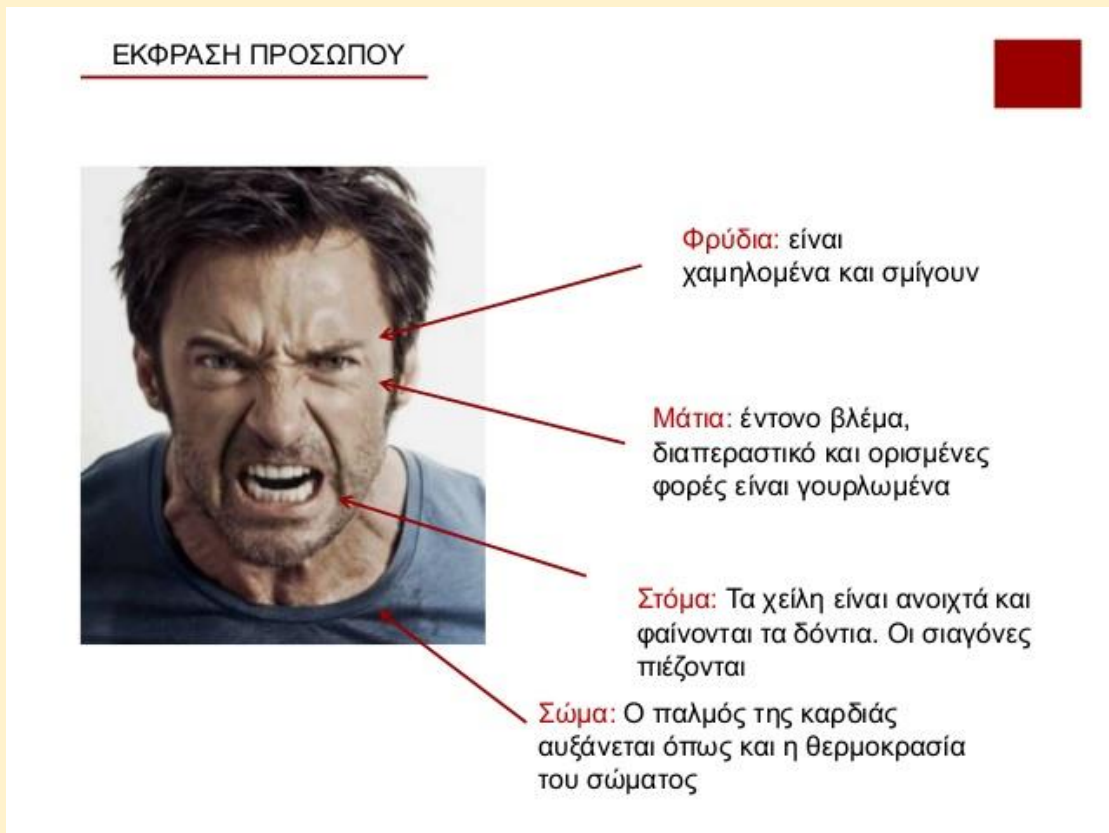 ΕΚΦΡΑΣΗ ΠΡΟΣΩΠΟΥ
Φρύδια: είναι
χαμηλομένα και σμίγουν
Μάτια: έντονο βλέμα,
διαπεραστικό και ορισμένες
φορές είναι γουρλωμένα
Στόμα: Τα χείλη είναι ανοιχτά και
φαίνονται τα δόντια. Οι σιαγόνες
πιέζονται
Σώμα: Ο παλμός της καρδιάς
αυξάνεται όπως και η θερμοκρασία
του σώματος